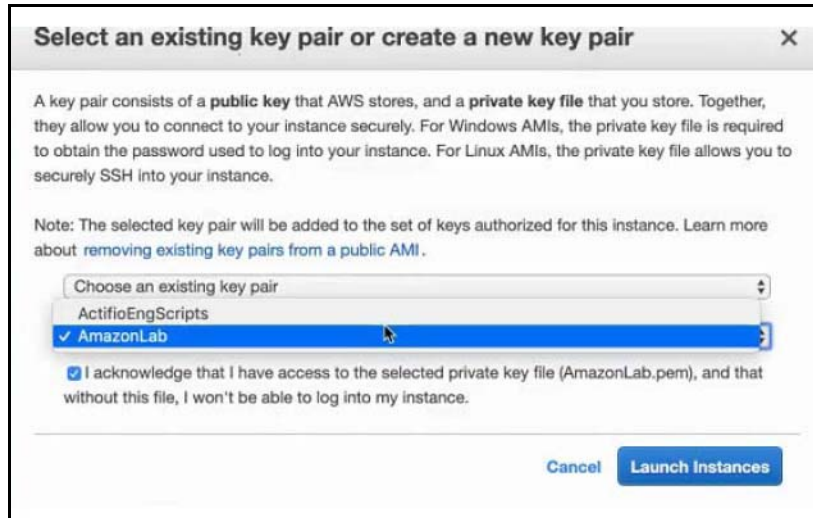 Select an existing key pair or create a new key pair ×
A key pair consists of a public key that AWS stores, and a private key file that you store. Together,
they allow you to connect to your instance securely. For Windows AMIs, the private key file is required
to obtain the password used to log into your instance. For Linux AMIs, the private key file allows you to
securely SSH into your instance.
Note: The selected key pair will be added to the set of keys authorized for this instance. Learn more
about removing existing key pairs from a public AMI.
Choose an existing key pair
ActifioEngScripts
✓ AmazonLab
I acknowledge that I have access to the selected private key file (AmazonLab.pem), and that
without this file, I won't be able to log into my instance.
Cancel Launch Instances